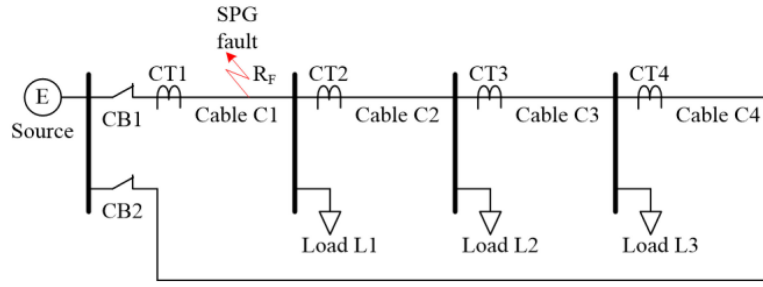 SPG
fault
R_F
E
CT1
CT2
CT3
CT4
Source
CB1
Cable C1
Cable C2
Cable C3
Cable C4
CB2
Load L1
Load L2
Load L3